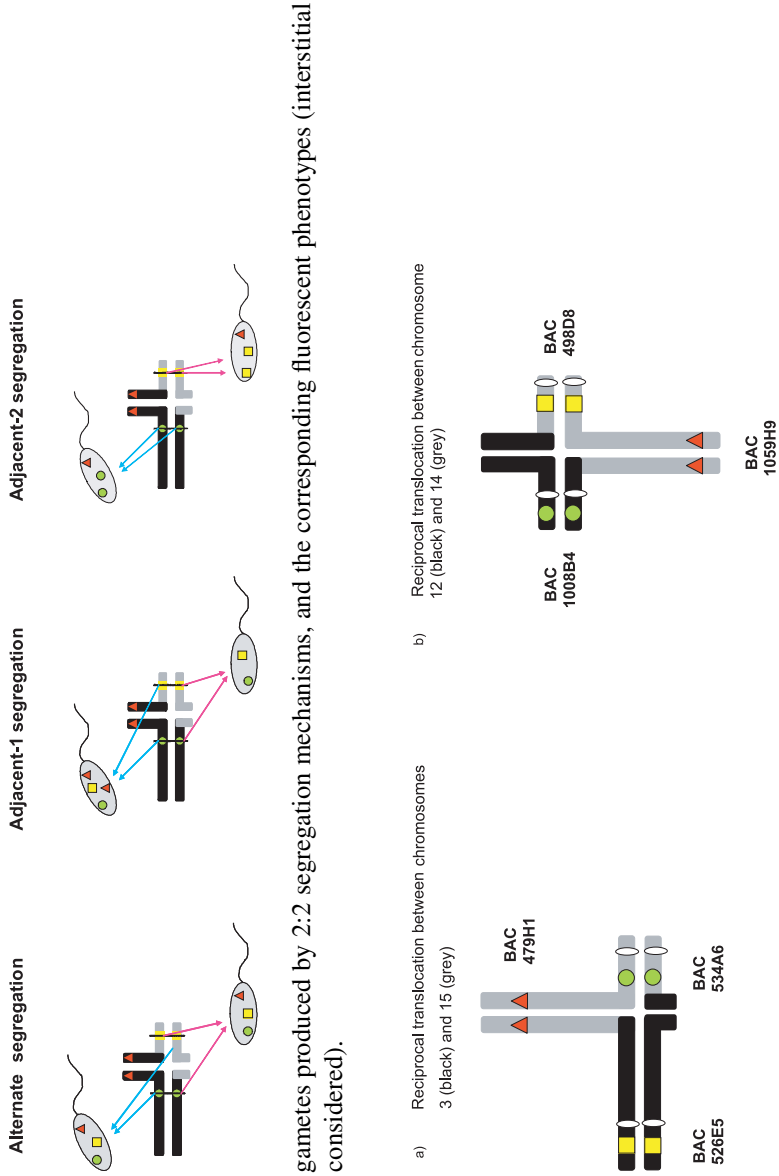 Alternate segregation
Adjacent-1 segregation
Adjacent-2 segregation
gametes produced by 2:2 segregation mechanisms, and the corresponding fluorescent phenotypes (interstitial
considered).
a) Reciprocal translocation between chromosomes
3 (black) and 15 (grey)
BAC
479H1
BAC
526E5
BAC
534A6
b) Reciprocal translocation between chromosome
12 (black) and 14 (grey)
BAC
1008B4
BAC
498D8
BAC
1059H9